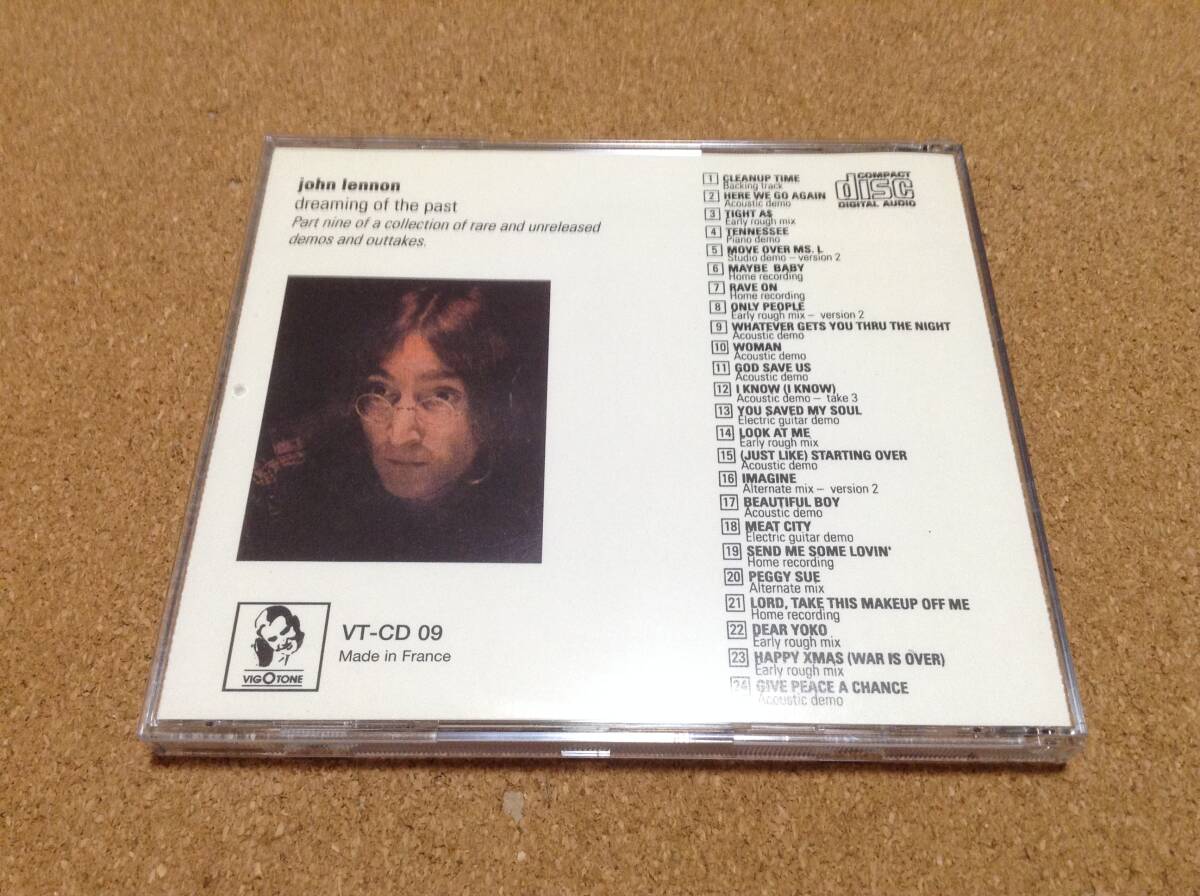 john lennon
dreaming of the past
Part nine of a collection of rare and unreleased
demos and outtakes.
VIGOTONE
VT-CD 09
Made in France
COMPACT
disc
DIGITAL AUDIO
1 CLEANUP TIME
Backing track
2 HERE WE GO AGAIN
Acoustic demo
3 TIGHT A$
Early rough mix
4 TENNESSEE
Piano demo
5 MOVE OVER MS. L
Studio demo – version 2
6 MAYBE BABY
Home recording
7 RAVE ON
Home recording
8 ONLY PEOPLE
Early rough mix – version 2
9 WHATEVER GETS YOU THRU THE NIGHT
Acoustic demo
10 WOMAN
Acoustic demo
11 GOD SAVE US
Acoustic demo
12 I KNOW (I KNOW)
Acoustic demo – take 3
13 YOU SAVED MY SOUL
Electric guitar demo
14 LOOK AT ME
Early rough mix
15 (JUST LIKE) STARTING OVER
Acoustic demo
16 IMAGINE
Alternate mix – version 2
17 BEAUTIFUL BOY
Acoustic demo
18 MEAT CITY
Electric guitar demo
19 SEND ME SOME LOVIN'
Home recording
20 PEGGY SUE
Alternate mix
21 LORD, TAKE THIS MAKEUP OFF ME
Home recording
22 DEAR YOKO
Early rough mix
23 HAPPY XMAS (WAR IS OVER)
Early rough mix
24 GIVE PEACE A CHANCE
Acoustic demo